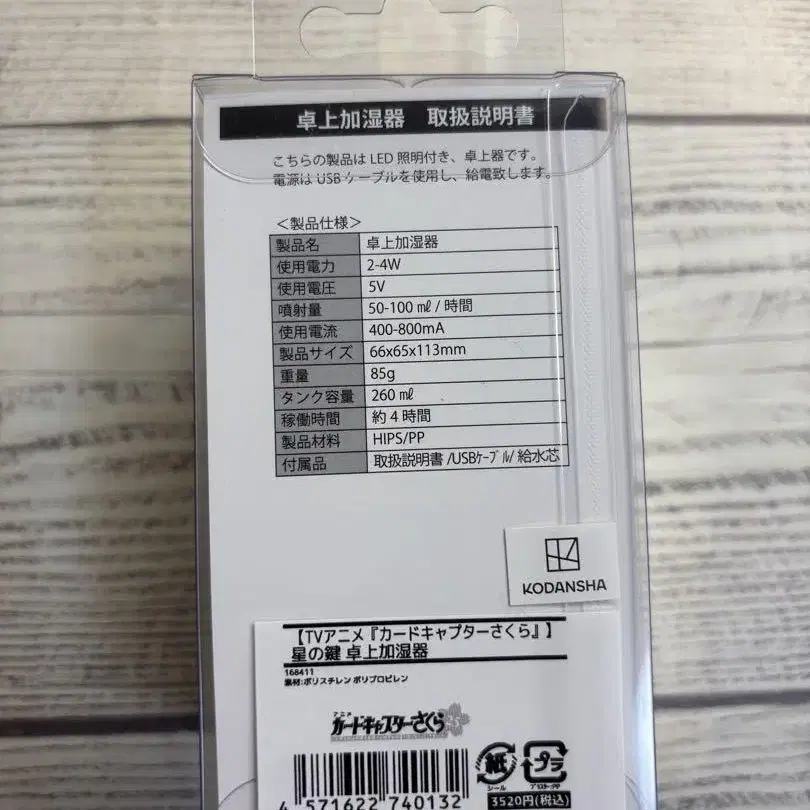 卓上加湿器　取扱説明書
こちらの製品は LED 照明付き、卓上器です。
電源は USB ケーブルを使用し、給電致します。
＜製品仕様＞
製品名 卓上加湿器
使用電力 2-4W
使用電圧 5V
噴射量 50-100 ㎖ / 時間
使用電流 400-800mA
製品サイズ 66x65x113mm
重量 85g
タンク容量 260 ㎖
稼働時間 約 4 時間
製品材料 HIPS/PP
付属品 取扱説明書 /USBｹｰﾌﾞﾙ/ 給水芯
KODANSHA
【TVアニメ『カードキャプターさくら』】
星の鍵 卓上加湿器
168411
素材:ポリスチレン ポリプロピレン
アニメ
カードキャプターさくら
紙
シール
プラ
プラスター:PP
4 571622 740132
3520円(税込)